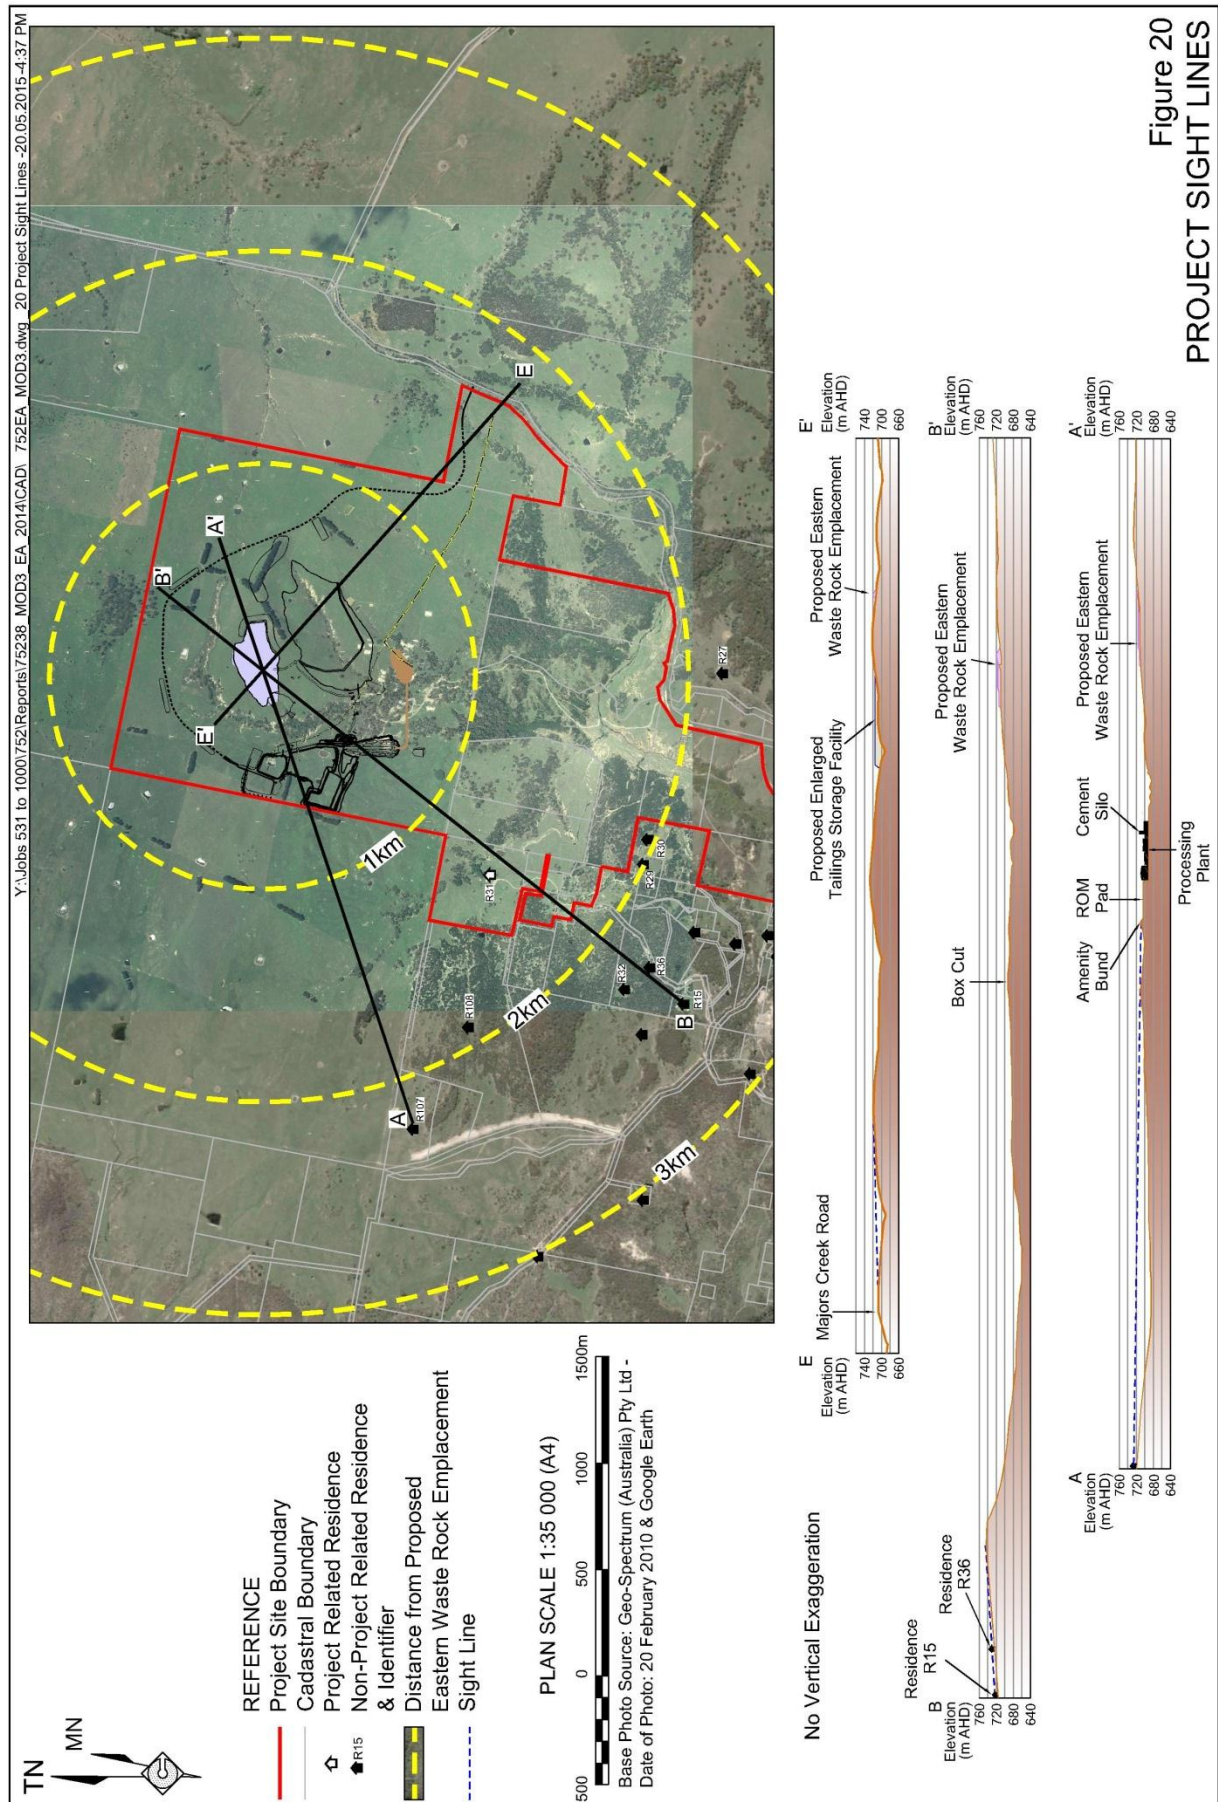 Y:\Jobs 531 to 1000\752\Reports\75238_MOD3_EA_2014\CAD\ 752EA_MOD3.dwg_20 Project Sight Lines -20.05.2015-4:37 PM
TN
MN
REFERENCE
Project Site Boundary
Cadastral Boundary
Project Related Residence
R15
Non-Project Related Residence
& Identifier
Distance from Proposed
Eastern Waste Rock Emplacement
Sight Line
PLAN SCALE 1:35 000 (A4)
500 0 500 1000 1500m
Base Photo Source: Geo-Spectrum (Australia) Pty Ltd -
Date of Photo: 20 February 2010 & Google Earth
B'
A'
E'
E
1km
A
R107
R108
2km
R31
R32
R36
R29
R30
R27
B
R15
3km
No Vertical Exaggeration
E
Elevation
(m AHD)
740
700
660
Majors Creek Road
Proposed Enlarged
Tailings Storage Facility
Proposed Eastern
Waste Rock Emplacement
E'
Elevation
(m AHD)
740
700
660
B
Elevation
(m AHD)
760
720
680
640
Residence
R15
Residence
R36
Box Cut
Proposed Eastern
Waste Rock Emplacement
B'
Elevation
(m AHD)
760
720
680
640
A
Elevation
(m AHD)
760
720
680
640
Amenity
Bund
ROM
Pad
Cement
Silo
Processing
Plant
Proposed Eastern
Waste Rock Emplacement
A'
Elevation
(m AHD)
760
720
680
640
Figure 20
PROJECT SIGHT LINES